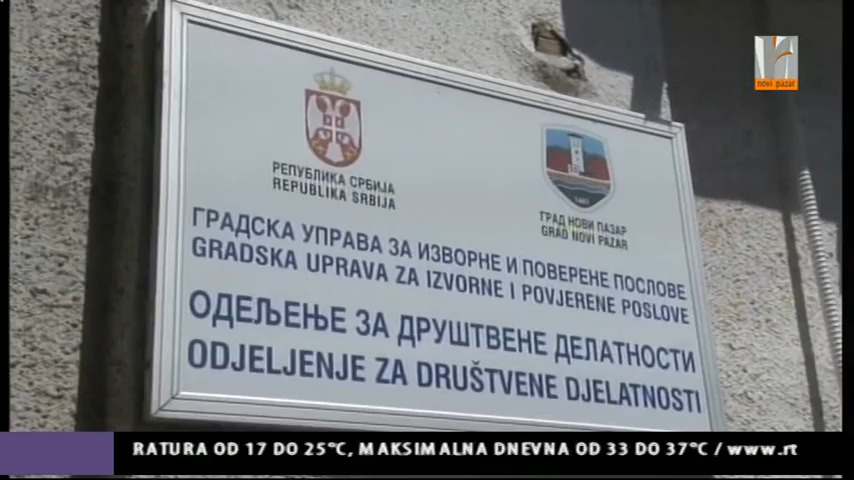 novi pazar
РЕПУБЛИКА СРБИЈА
REPUBLIKA SRBIJA
ГРАД НОВИ ПАЗАР
GRAD NOVI PAZAR
ГРАДСКА УПРАВА ЗА ИЗВОРНЕ И ПОВЕРЕНЕ ПОСЛОВЕ
GRADSKA UPRAVA ZA IZVORNE I POVJERENE POSLOVE
ОДЕЉЕЊЕ ЗА ДРУШТВЕНЕ ДЕЛАТНОСТИ
ODJELJENJE ZA DRUŠTVENE DJELATNOSTI
RATURA OD 17 DO 25°C, MAKSIMALNA DNEVNA OD 33 DO 37°C / www.rt